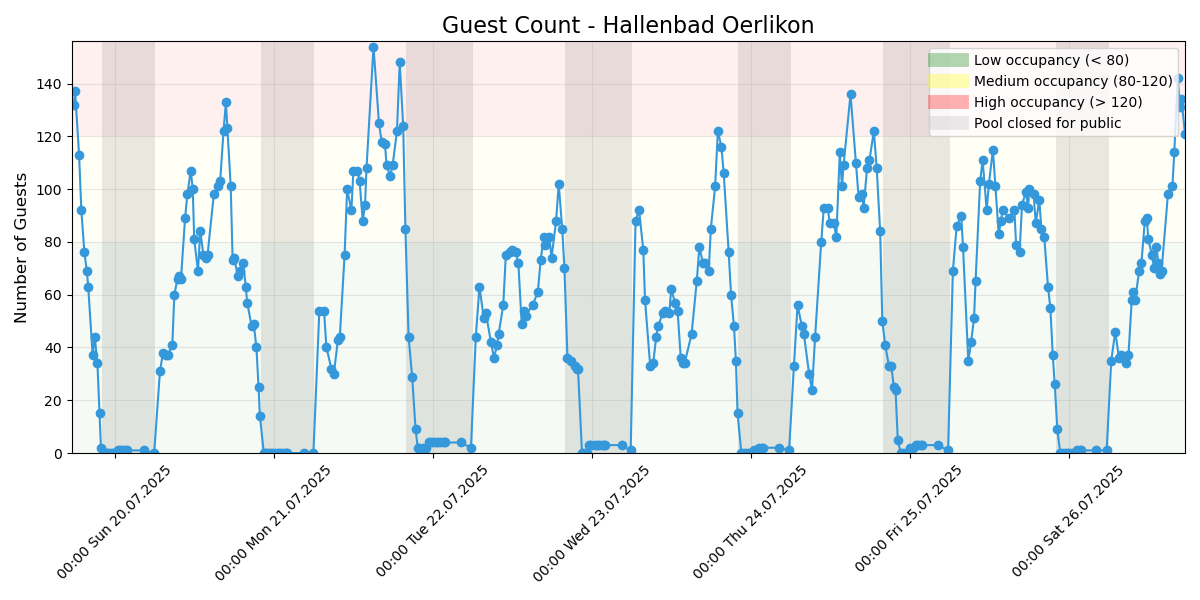 Guest Count - Hallenbad Oerlikon
Number of Guests
140
120
100
80
60
40
20
0
Low occupancy (< 80)
Medium occupancy (80-120)
High occupancy (> 120)
Pool closed for public
00:00 Sun 20.07.2025
00:00 Mon 21.07.2025
00:00 Tue 22.07.2025
00:00 Wed 23.07.2025
00:00 Thu 24.07.2025
00:00 Fri 25.07.2025
00:00 Sat 26.07.2025